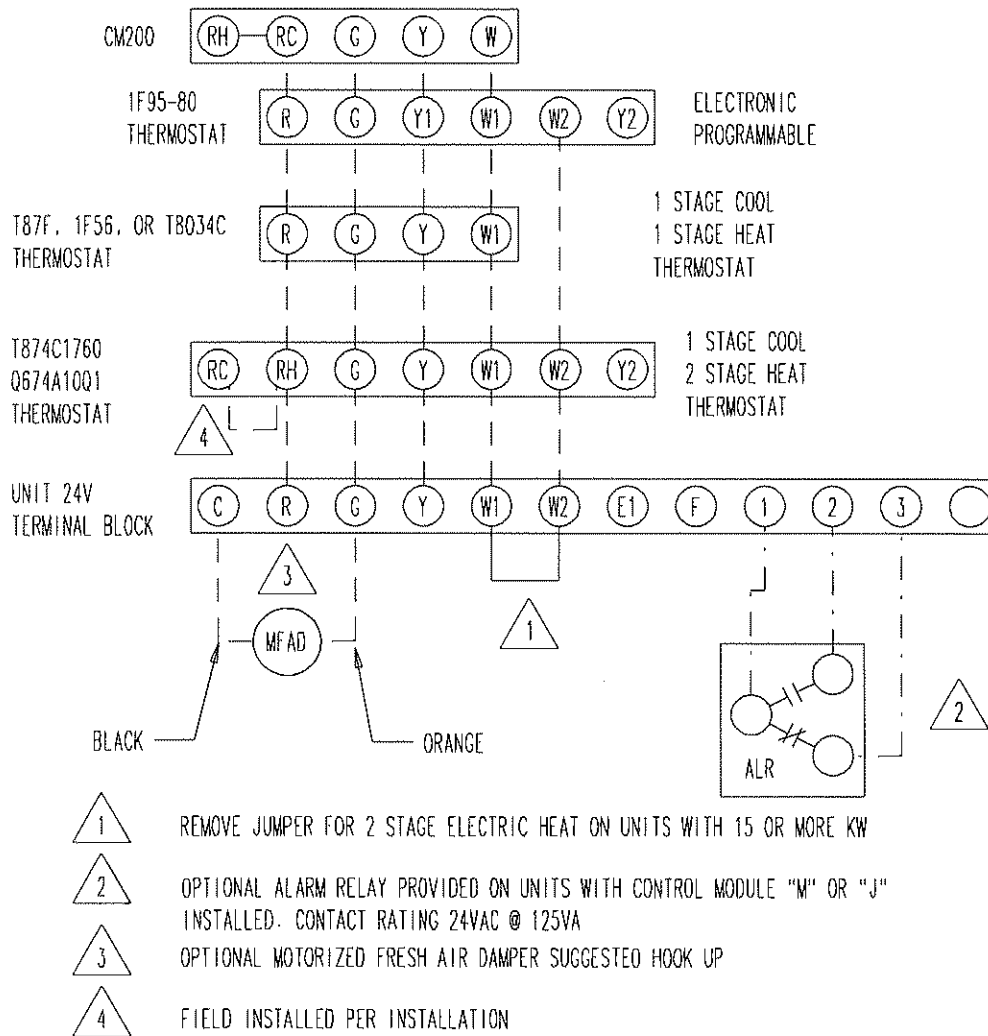 CM200 RH RC G Y W
1F95-80
THERMOSTAT
R G Y1 W1 W2 Y2
ELECTRONIC
PROGRAMMABLE
T87F, 1F56, OR T8034C
THERMOSTAT
R G Y W1
1 STAGE COOL
1 STAGE HEAT
THERMOSTAT
T874C1760
Q674A1001
THERMOSTAT
RC RH G Y W1 W2 Y2
1 STAGE COOL
2 STAGE HEAT
THERMOSTAT
4
UNIT 24V
TERMINAL BLOCK
C R G Y W1 W2 E1 F 1 2 3
3
1
MFAD
2
BLACK
ORANGE
ALR
1 REMOVE JUMPER FOR 2 STAGE ELECTRIC HEAT ON UNITS WITH 15 OR MORE KW
2 OPTIONAL ALARM RELAY PROVIDED ON UNITS WITH CONTROL MODULE "M" OR "J"
INSTALLED. CONTACT RATING 24VAC @ 125VA
3 OPTIONAL MOTORIZED FRESH AIR DAMPER SUGGESTED HOOK UP
4 FIELD INSTALLED PER INSTALLATION